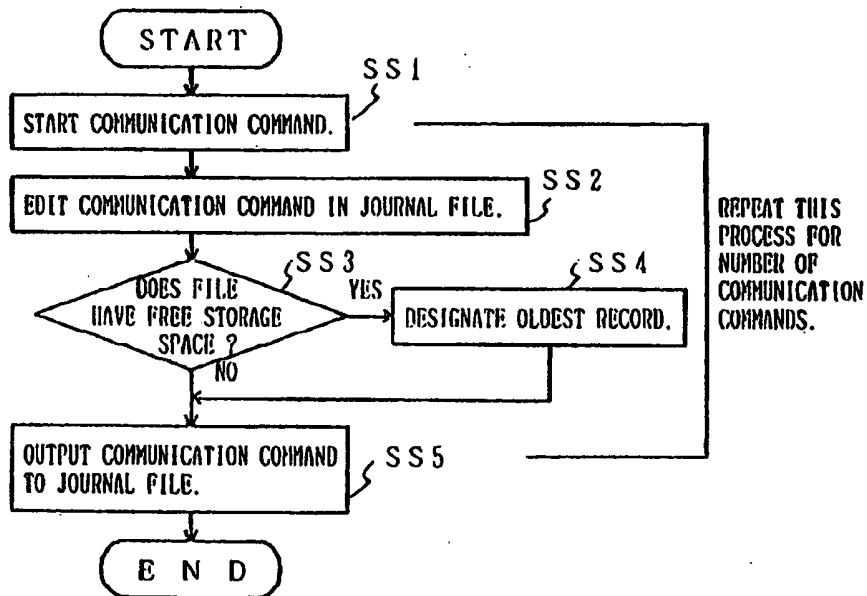 START
SS1
START COMMUNICATION COMMAND.
SS2
EDIT COMMUNICATION COMMAND IN JOURNAL FILE.
SS3
DOES FILE
HAVE FREE STORAGE
SPACE ?
YES
NO
SS4
DESIGNATE OLDEST RECORD.
REPEAT THIS
PROCESS FOR
NUMBER OF
COMMUNICATION
COMMANDS.
SS5
OUTPUT COMMUNICATION COMMAND
TO JOURNAL FILE.
END